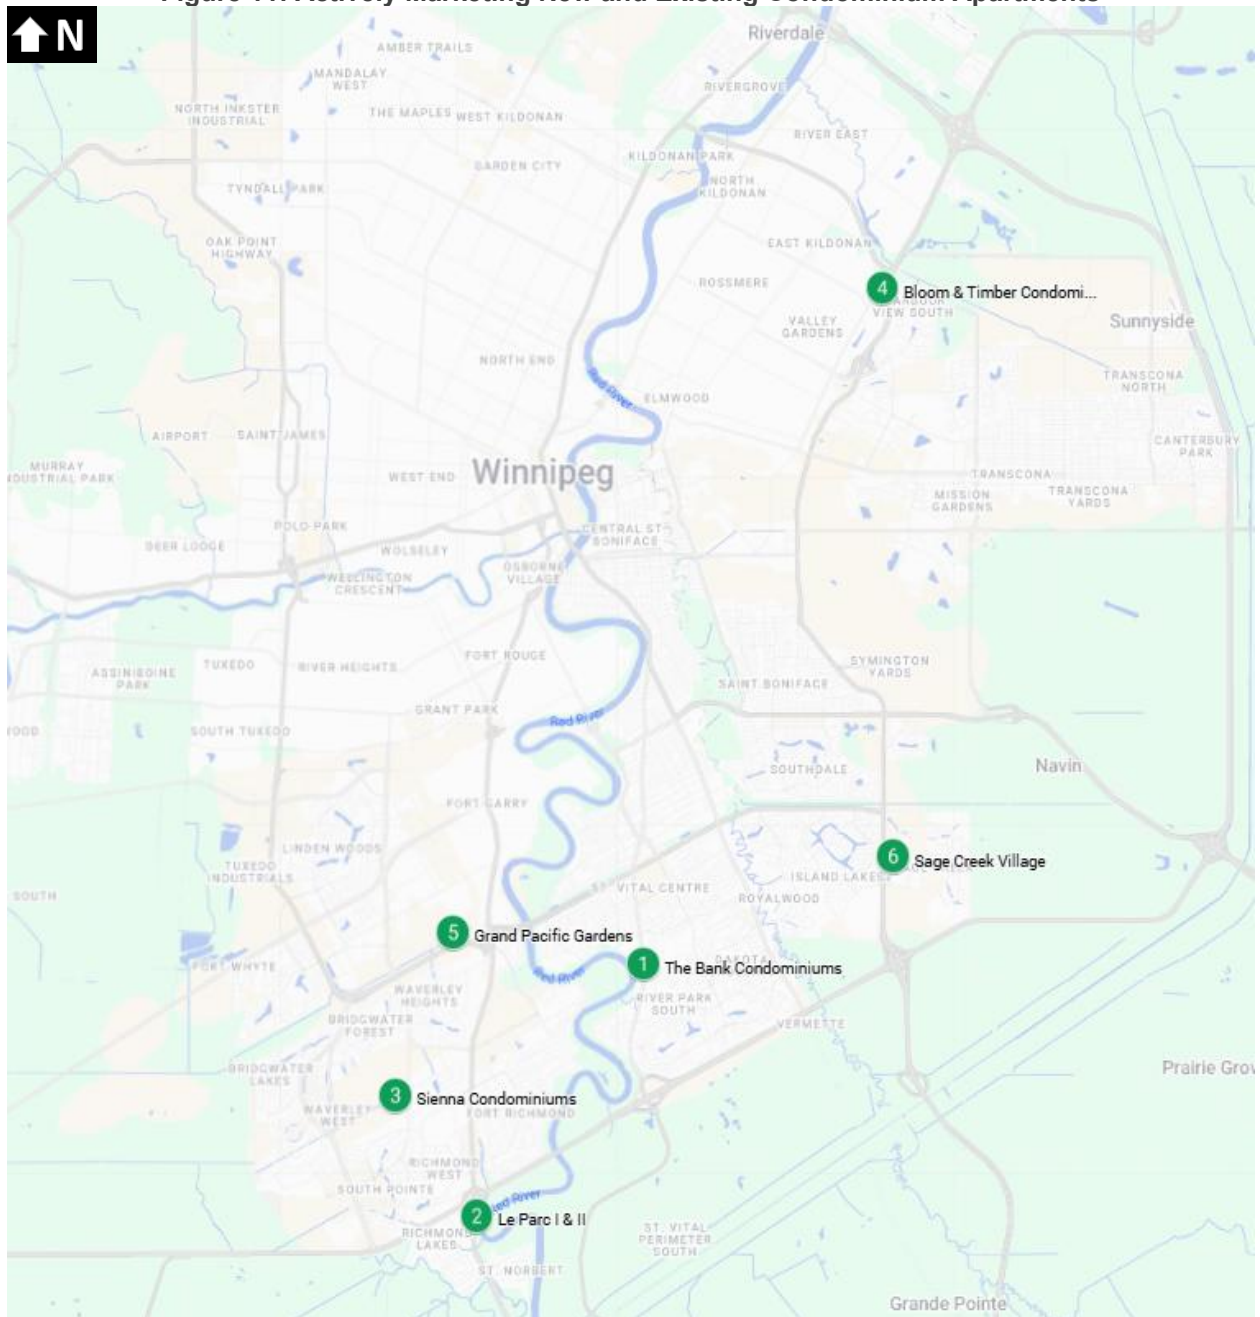 N
Riverdale
AMBER TRAILS
MANDALAY
WEST
RIVERGROVE
NORTH INKSTER
INDUSTRIAL
THE MAPLES
WEST KILDONAN
RIVER EAST
GARDEN CITY
KILDONAN PARK
TYNDALL PARK
NORTH
KILDONAN
OAK POINT
HIGHWAY
EAST KILDONAN
ROSSMERE
4
Bloom & Timber Condomi...
VIEW SOUTH
VALLEY
GARDENS
Sunnyside
NORTH END
TRANSCONA
NORTH
Red River
ELMWOOD
AIRPORT
SAINT JAMES
CANTERBURY
PARK
MURRAY
INDUSTRIAL PARK
WEST END
Winnipeg
TRANSCONA
MISSION
GARDENS
TRANSCONA
YARDS
POLO PARK
CENTRAL ST
BONIFACE
DEER LODGE
WOLSELEY
OSBORNE
VILLAGE
WELLINGTON
CRESCENT
FORT ROUGE
SYMINGTON
YARDS
TUXEDO
RIVER HEIGHTS
ASSINIBOINE
PARK
SAINT BONIFACE
GRANT PARK
Red River
SOUTH TUXEDO
SOUTHDALE
Navin
FORT GARRY
LINDEN WOODS
TUXEDO
INDUSTRIALS
6
Sage Creek Village
ISLAND LAKES
ST. VITAL CENTRE
SOUTH
ROYALWOOD
5
Grand Pacific Gardens
1
The Bank Condominiums
DAKOTA
FORT WHYTE
Red River
WAVERLEY
HEIGHTS
RIVER PARK
SOUTH
BRIDGWATER
FOREST
VERMETTE
BRIDGWATER
LAKES
Prairie Grov
3
Sienna Condominiums
WAVERLEY
WEST
FORT RICHMOND
RICHMOND
WEST
SOUTH POINTE
Red River
2
Le Parc I & II
RICHMOND
LAKES
ST. VITAL
PERIMETER
SOUTH
ST. NORBERT
Grande Pointe